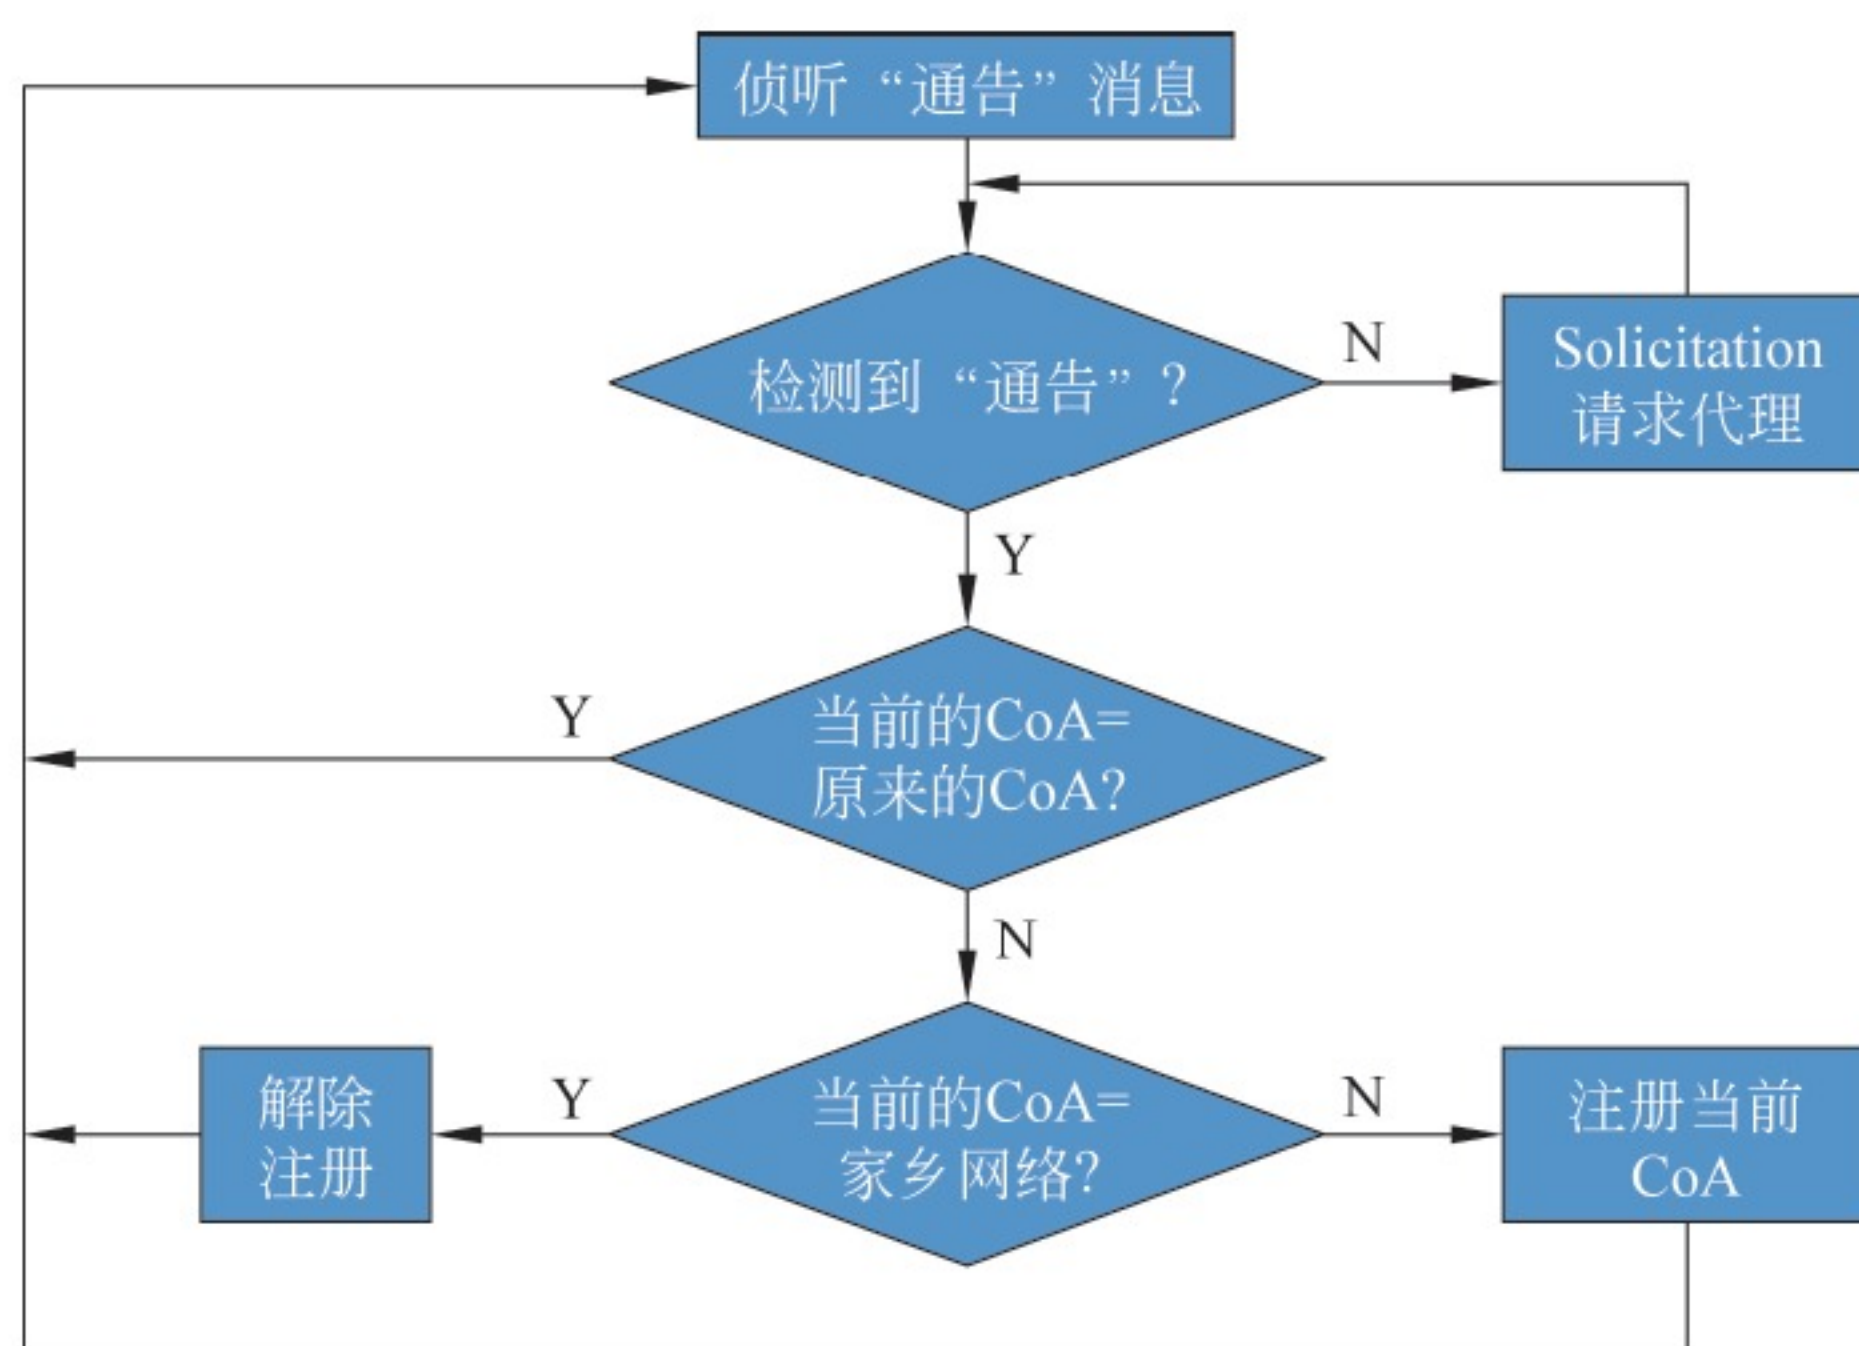 侦听“通告”消息
检测到“通告”?
N
Solicitation
请求代理
Y
Y
当前的CoA=
原来的CoA?
N
解除
注册
Y
当前的CoA=
家乡网络?
N
注册当前
CoA